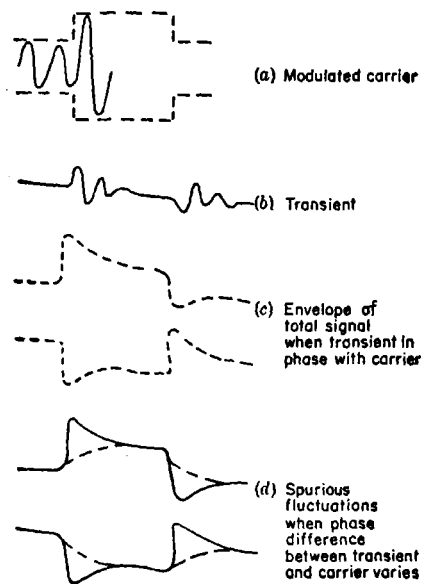 (a) Modulated carrier
(b) Transient
(c) Envelope of
total signal
when transient in
phase with carrier
(d) Spurious
fluctuations
when phase
difference
between transient
and carrier varies